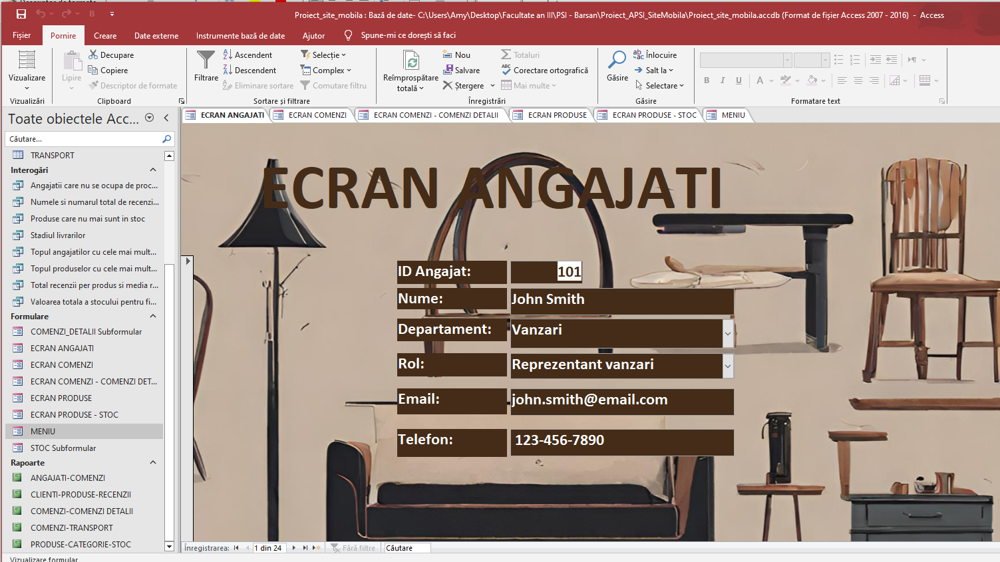 Proiect_site_mobila : Bază de date- C:\Users\Amy\Desktop\Facultate an III\PSI - Barsan\Proiect_APSI_SiteMobila\Proiect_site_mobila.accdb (Format de fișier Access 2007 - 2016) - Access
Fișier Pornire Creare Date externe Instrumente bază de date Ajutor Spune-mi ce dorești să faci
Vizualizare
Vizualizări
Lipire
Decupare
Copiere
Descriptor de formate
Clipboard
Filtrare
Ascendent
Descendent
Eliminare sortare
Selecție
Complex
Comutare filtru
Sortare și filtrare
Reîmprospătare
totală
Nou
Salvare
Ștergere
Totaluri
Corectare ortografică
Mai multe
Înregistrări
Găsire
Înlocuire
Salt la
Selectare
Găsire
B I U A
Formatare text
Toate obiectele Acc...
Căutare...
TRANSPORT
Interogări
Angajatii care nu se ocupa de proc...
Numele si numarul total de recenzi...
Produse care nu mai sunt in stoc
Stadiul livrarilor
Topul angajatilor cu cele mai mult...
Topul produselor cu cele mai mult...
Total recenzii per produs si media r...
Valoarea totala a stocului pentru fi...
Formulare
COMENZI_DETALII Subformular
ECRAN ANGAJATI
ECRAN COMENZI
ECRAN COMENZI - COMENZI DET...
ECRAN PRODUSE
ECRAN PRODUSE - STOC
MENIU
STOC Subformular
Rapoarte
ANGAJATI-COMENZI
CLIENTI-PRODUSE-RECENZII
COMENZI-COMENZI DETALII
COMENZI-TRANSPORT
PRODUSE-CATEGORIE-STOC
ECRAN ANGAJATI ECRAN COMENZI ECRAN COMENZI - COMENZI DETALII ECRAN PRODUSE ECRAN PRODUSE - STOC MENIU
ECRAN ANGAJATI
ID Angajat: 101
Nume: John Smith
Departament: Vanzari
Rol: Reprezentant vanzari
Email: john.smith@email.com
Telefon: 123-456-7890
Înregistrarea: 1 din 24 Fără filtre Căutare
Vizualizare formular